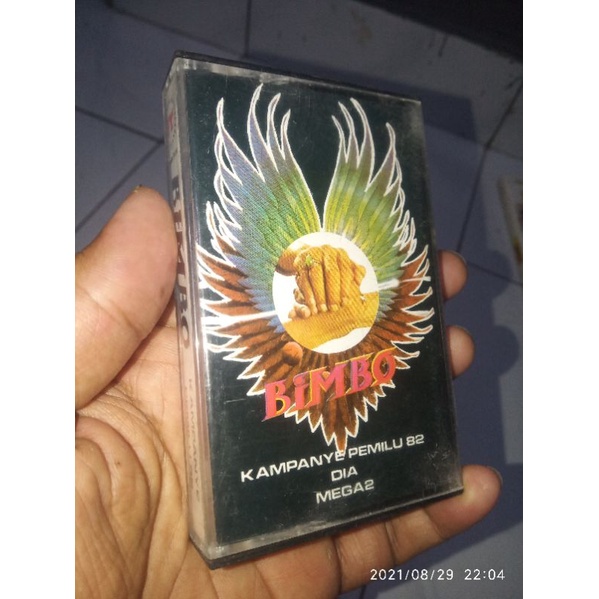 BiMBO
KAMPANYE PEMILU 82
DIA
MEGA2
BIMBO
2021/08/29 22:04